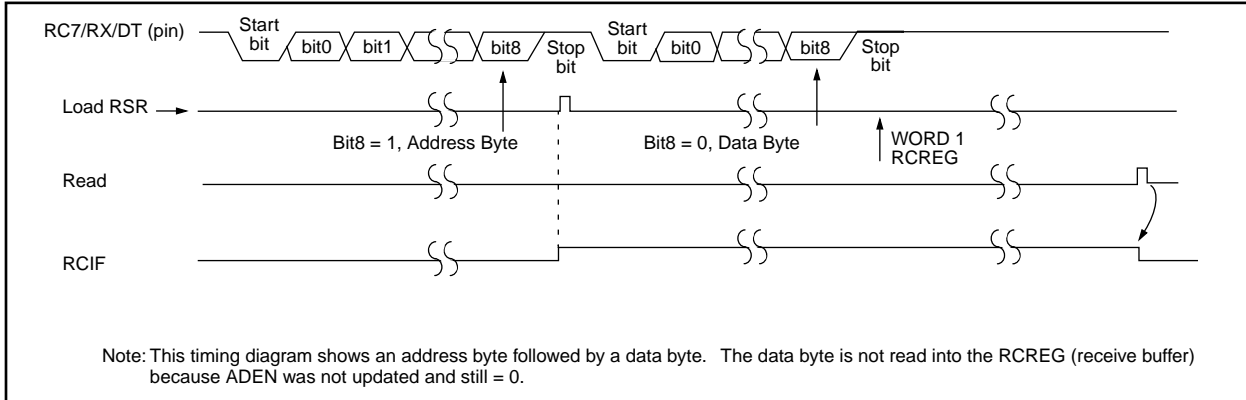 RC7/RX/DT (pin)
Start
bit
bit0
bit1
bit8
Stop
bit
Start
bit
bit0
bit8
Stop
bit
Load RSR
Bit8 = 1, Address Byte
Bit8 = 0, Data Byte
WORD 1
RCREG
Read
RCIF
Note: This timing diagram shows an address byte followed by a data byte. The data byte is not read into the RCREG (receive buffer)
because ADEN was not updated and still = 0.